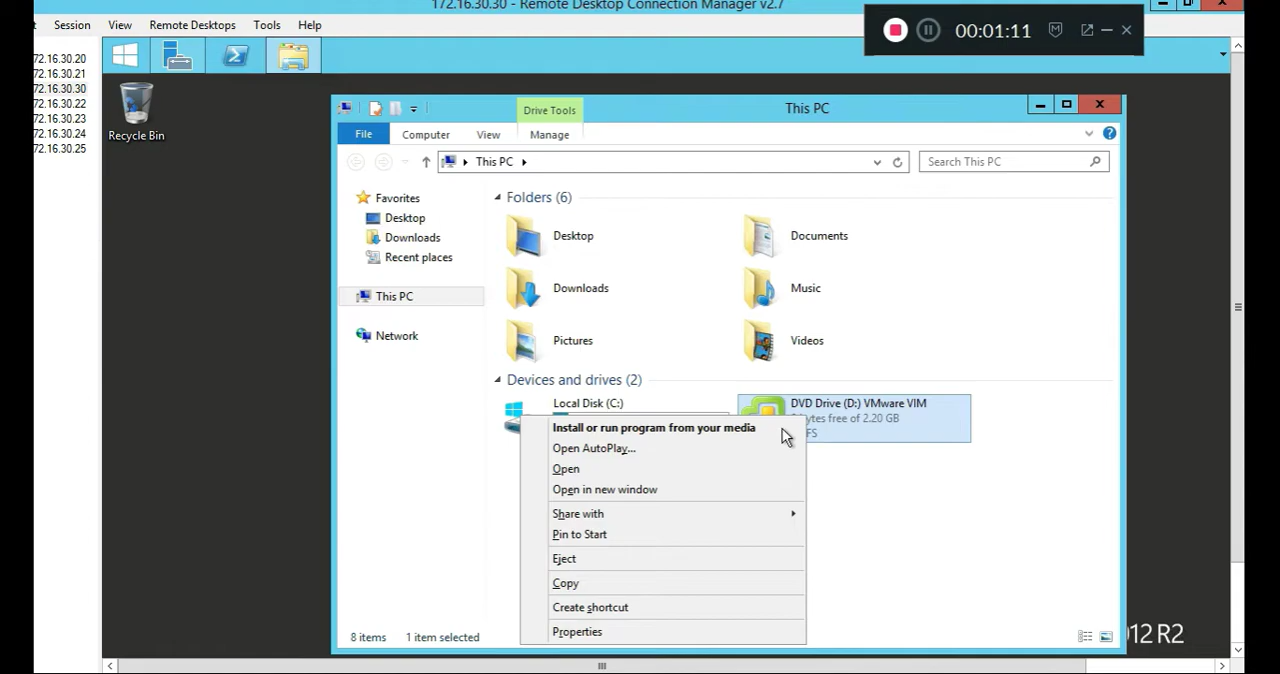 172.16.30.30 - Remote Desktop Connection Manager v2.7
Session View Remote Desktops Tools Help
00:01:11
72.16.30.20
72.16.30.21
72.16.30.30
72.16.30.22
72.16.30.23
72.16.30.24
72.16.30.25
Recycle Bin
Drive Tools
This PC
File Computer View Manage
This PC
Search This PC
Favorites
Desktop
Downloads
Recent places
This PC
Network
Folders (6)
Desktop
Documents
Downloads
Music
Pictures
Videos
Devices and drives (2)
Local Disk (C:)
DVD Drive (D:) VMware VIM
bytes free of 2.20 GB
FS
Install or run program from your media
Open AutoPlay...
Open
Open in new window
Share with
Pin to Start
Eject
Copy
Create shortcut
Properties
8 items 1 item selected
012 R2